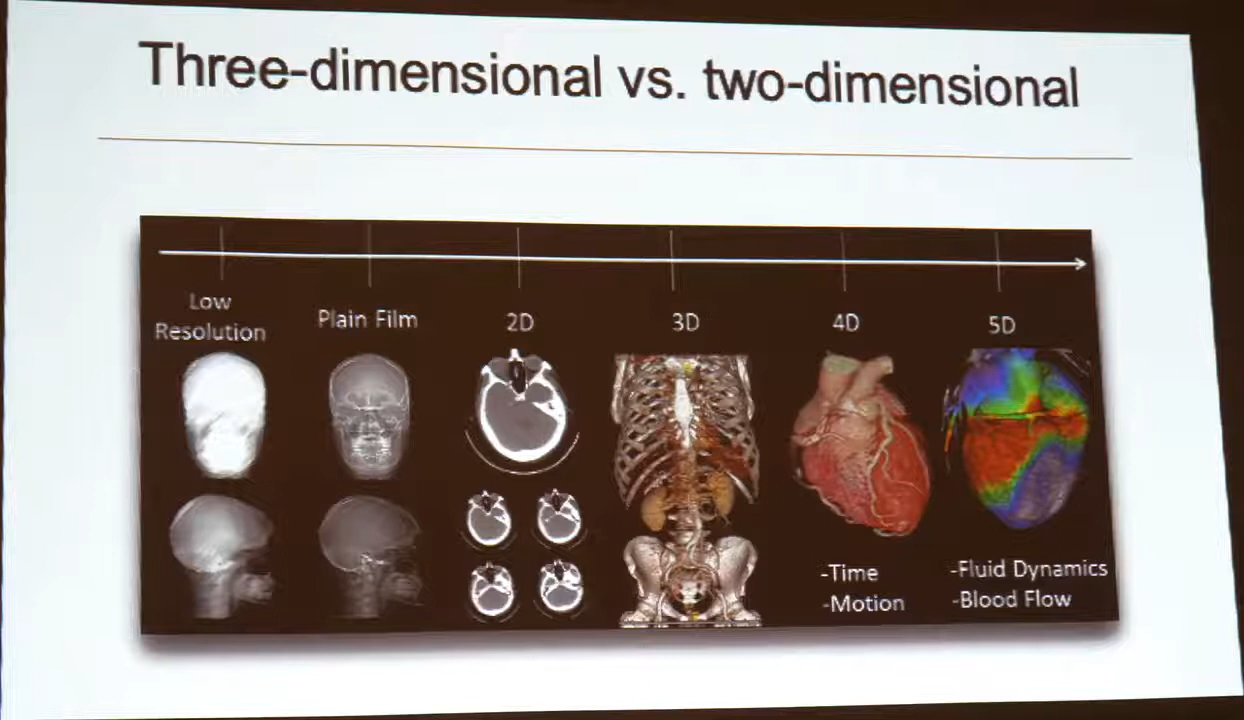 Three-dimensional vs. two-dimensional
Low
Resolution
Plain Film
2D
3D
4D
5D
-Time
-Motion
-Fluid Dynamics
-Blood Flow